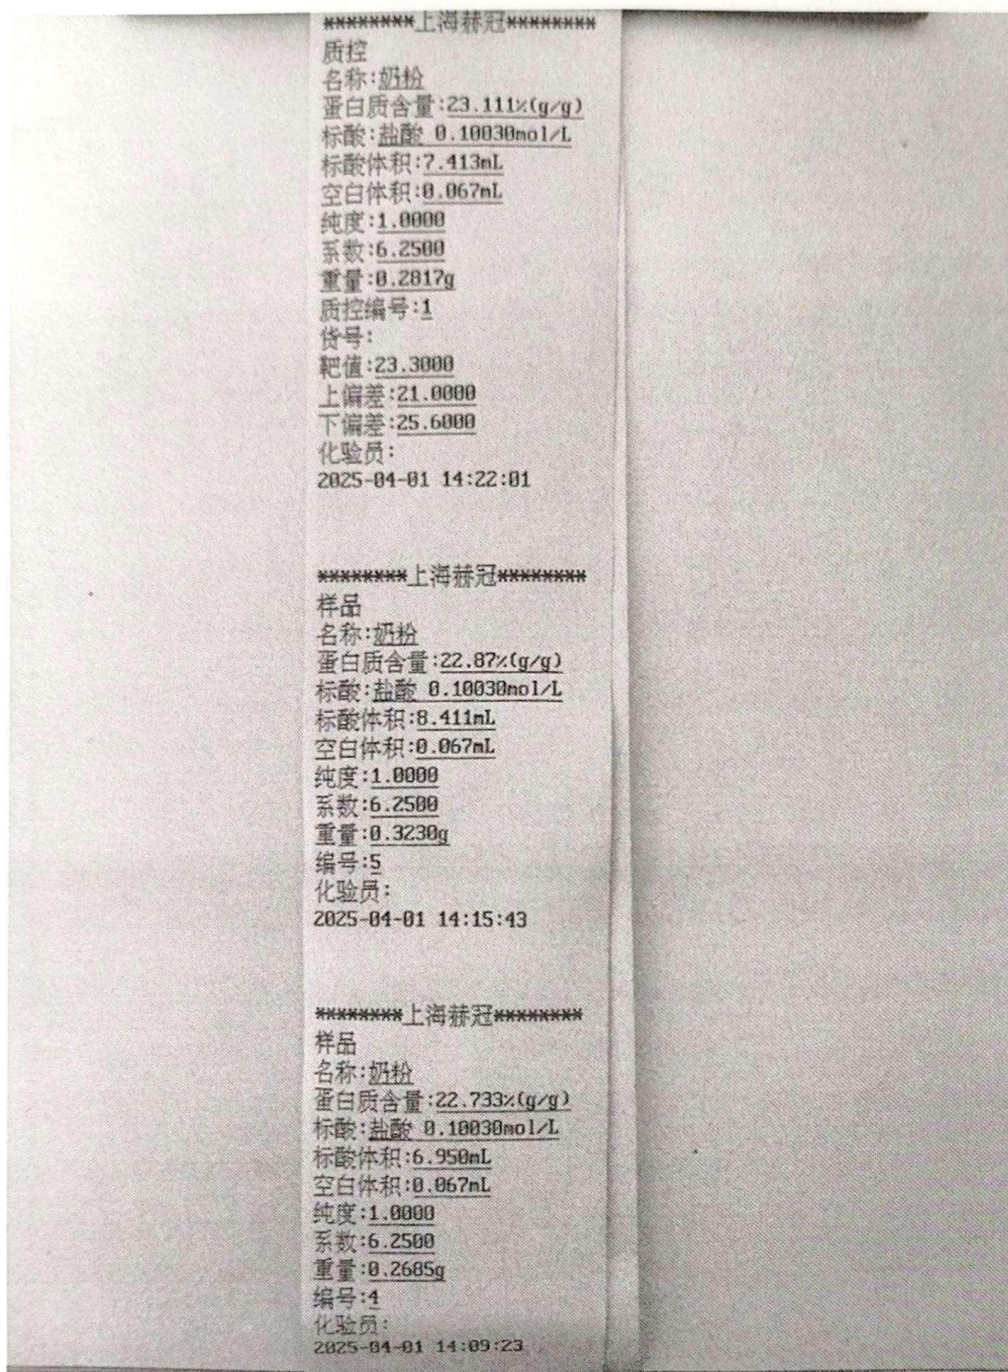 ********上海赫冠********
质控
名称:奶粉
蛋白质含量:23.111%(g/g)
标酸:盐酸 0.10030mol/L
标酸体积:7.413mL
空白体积:0.067mL
纯度:1.0000
系数:6.2500
重量:0.2817g
质控编号:1
货号:
靶值:23.3000
上偏差:21.0000
下偏差:25.6000
化验员:
2025-04-01 14:22:01
********上海赫冠********
样品
名称:奶粉
蛋白质含量:22.87%(g/g)
标酸:盐酸 0.10030mol/L
标酸体积:8.411mL
空白体积:0.067mL
纯度:1.0000
系数:6.2500
重量:0.3230g
编号:5
化验员:
2025-04-01 14:15:43
********上海赫冠********
样品
名称:奶粉
蛋白质含量:22.733%(g/g)
标酸:盐酸 0.10030mol/L
标酸体积:6.950mL
空白体积:0.067mL
纯度:1.0000
系数:6.2500
重量:0.2685g
编号:4
化验员:
2025-04-01 14:09:23